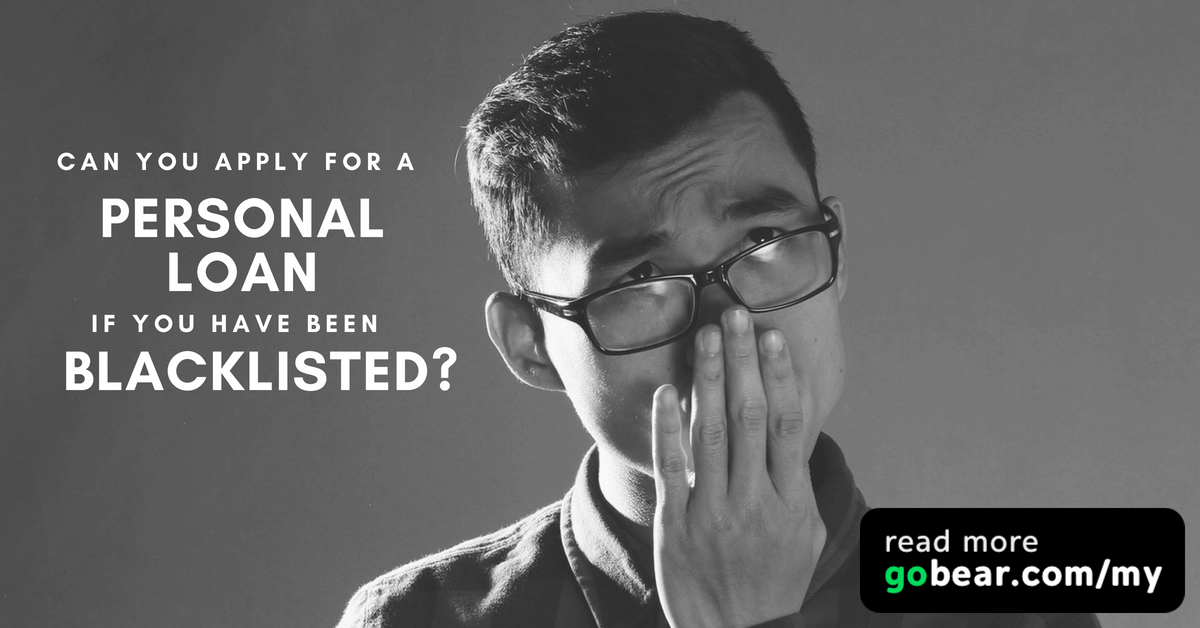 CAN YOU APPLY FOR A
PERSONAL
LOAN
IF YOU HAVE BEEN
BLACKLISTED?
read more
gobear.com/my